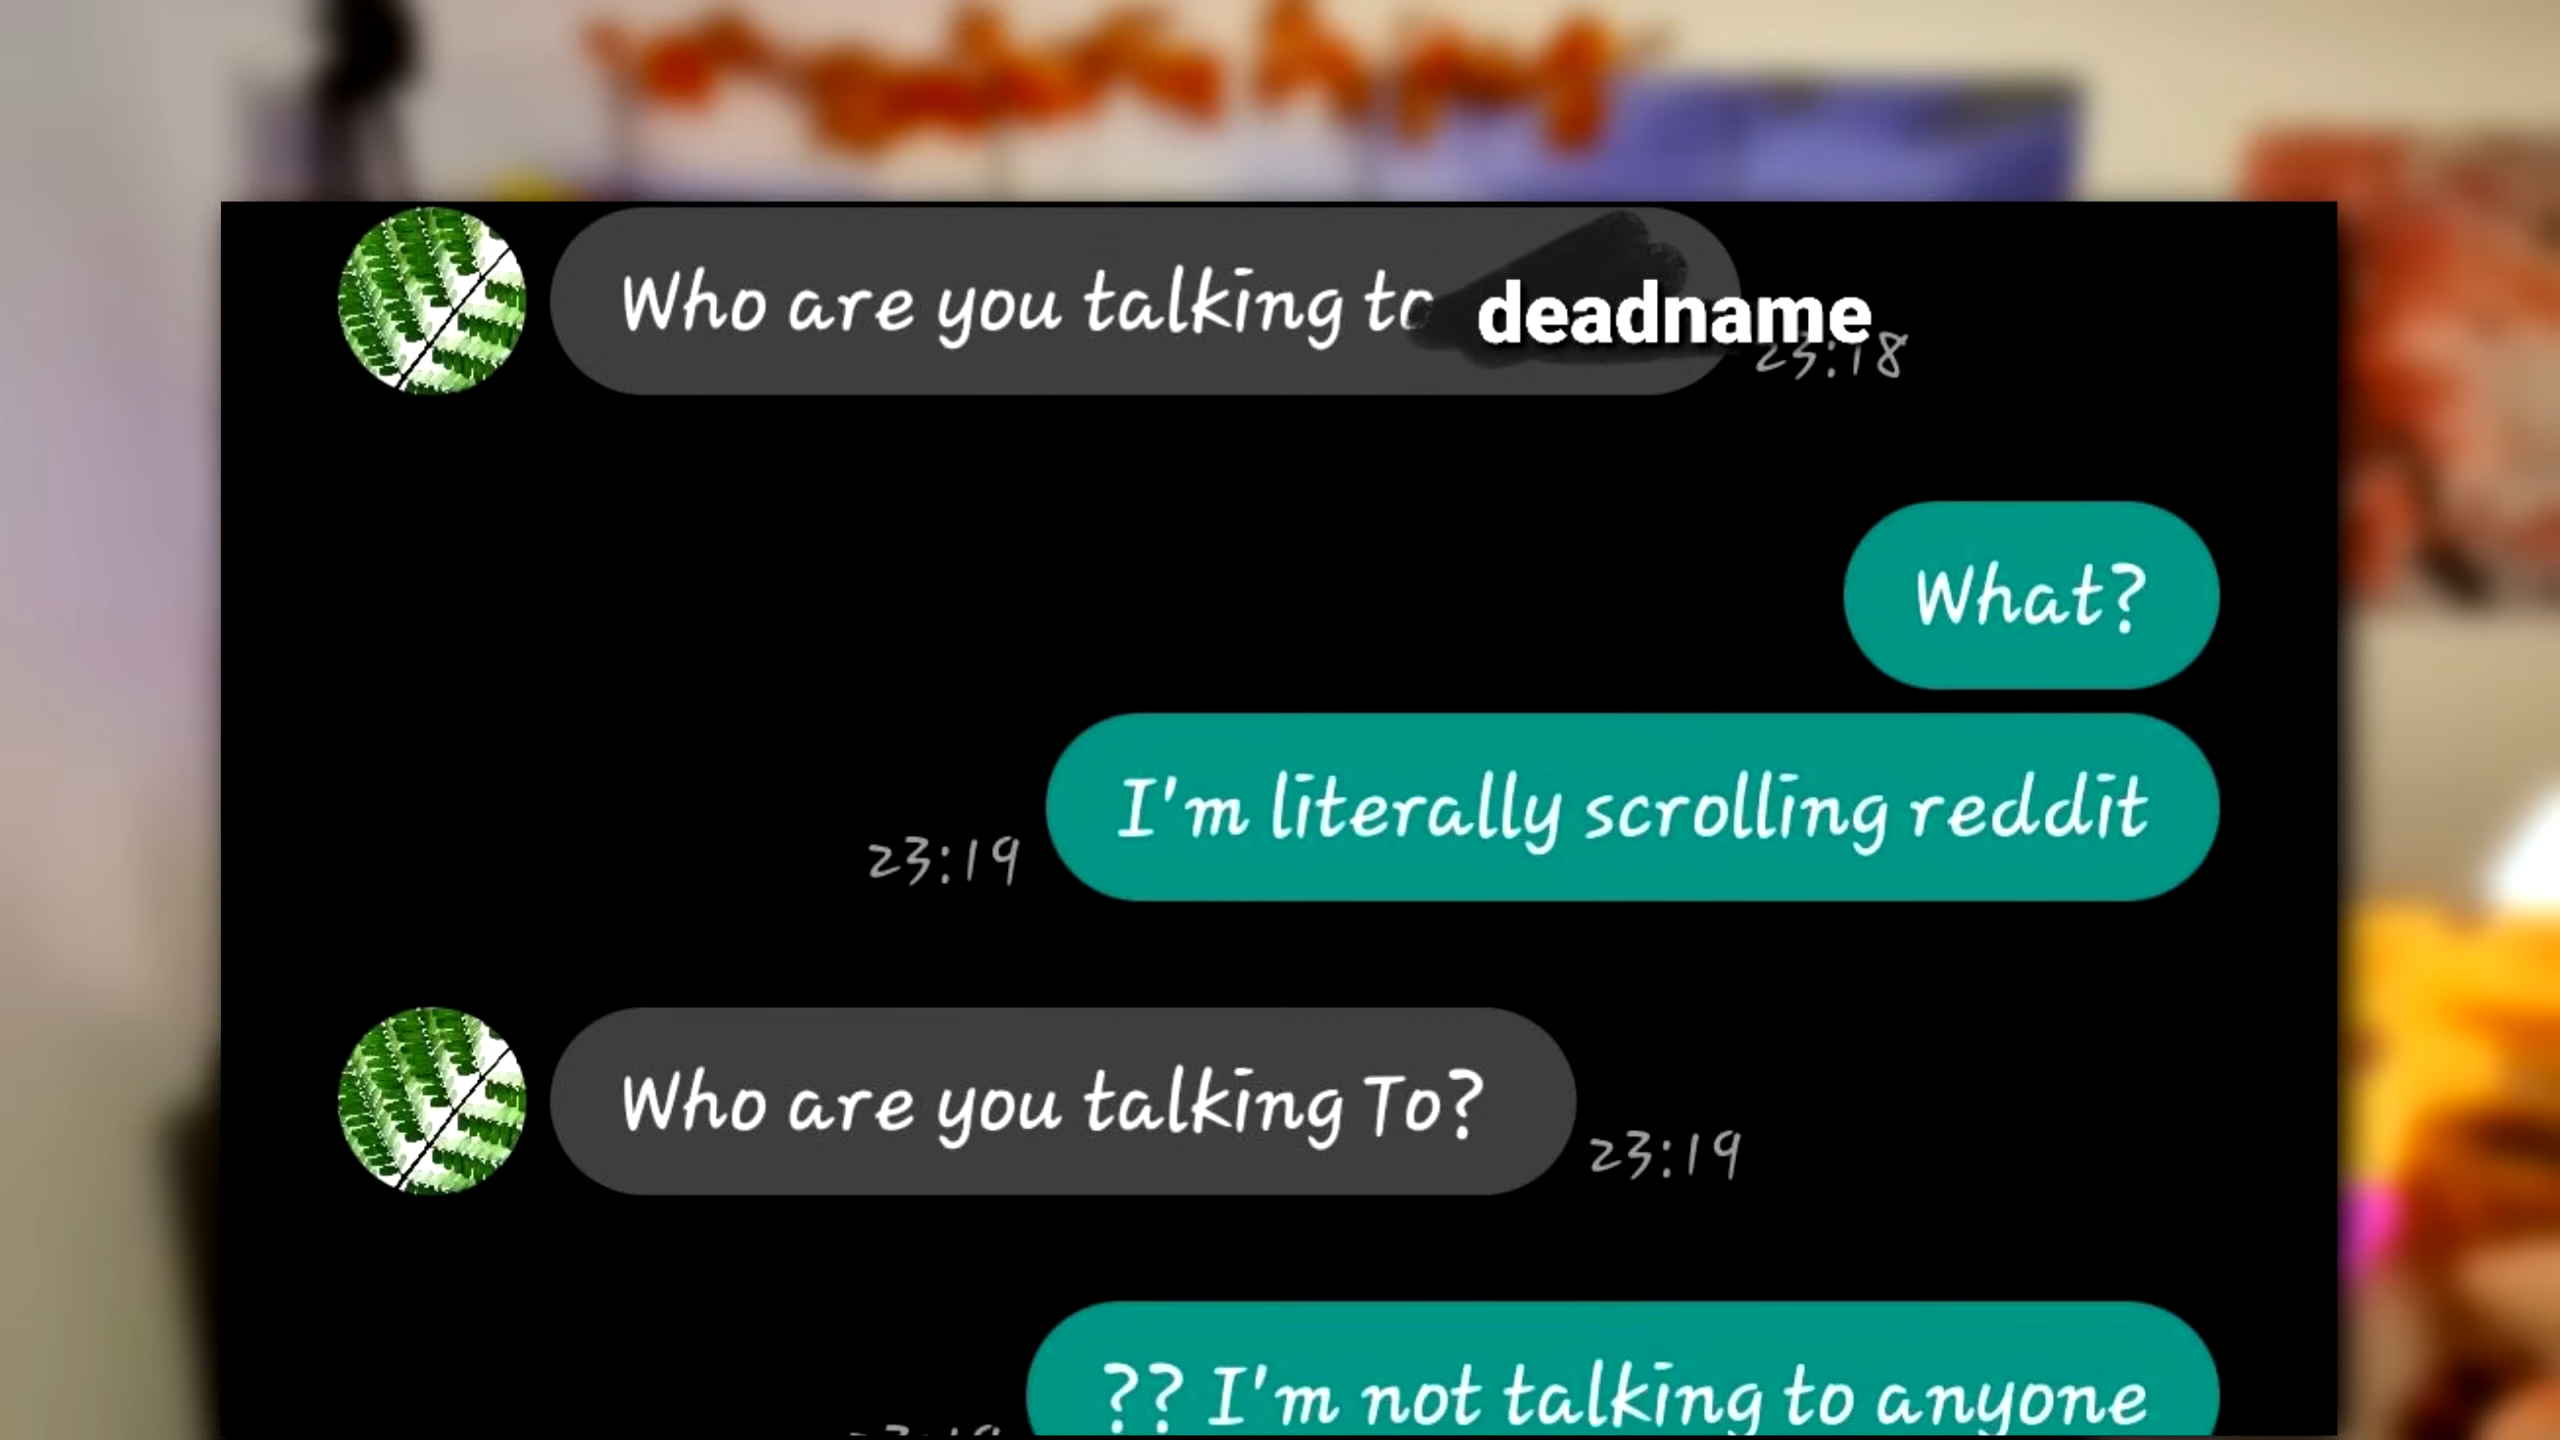 Who are you talking to deadname
23:18
What?
I'm literally scrolling reddit
23:19
Who are you talking To?
23:19
?? I'm not talking to anyone